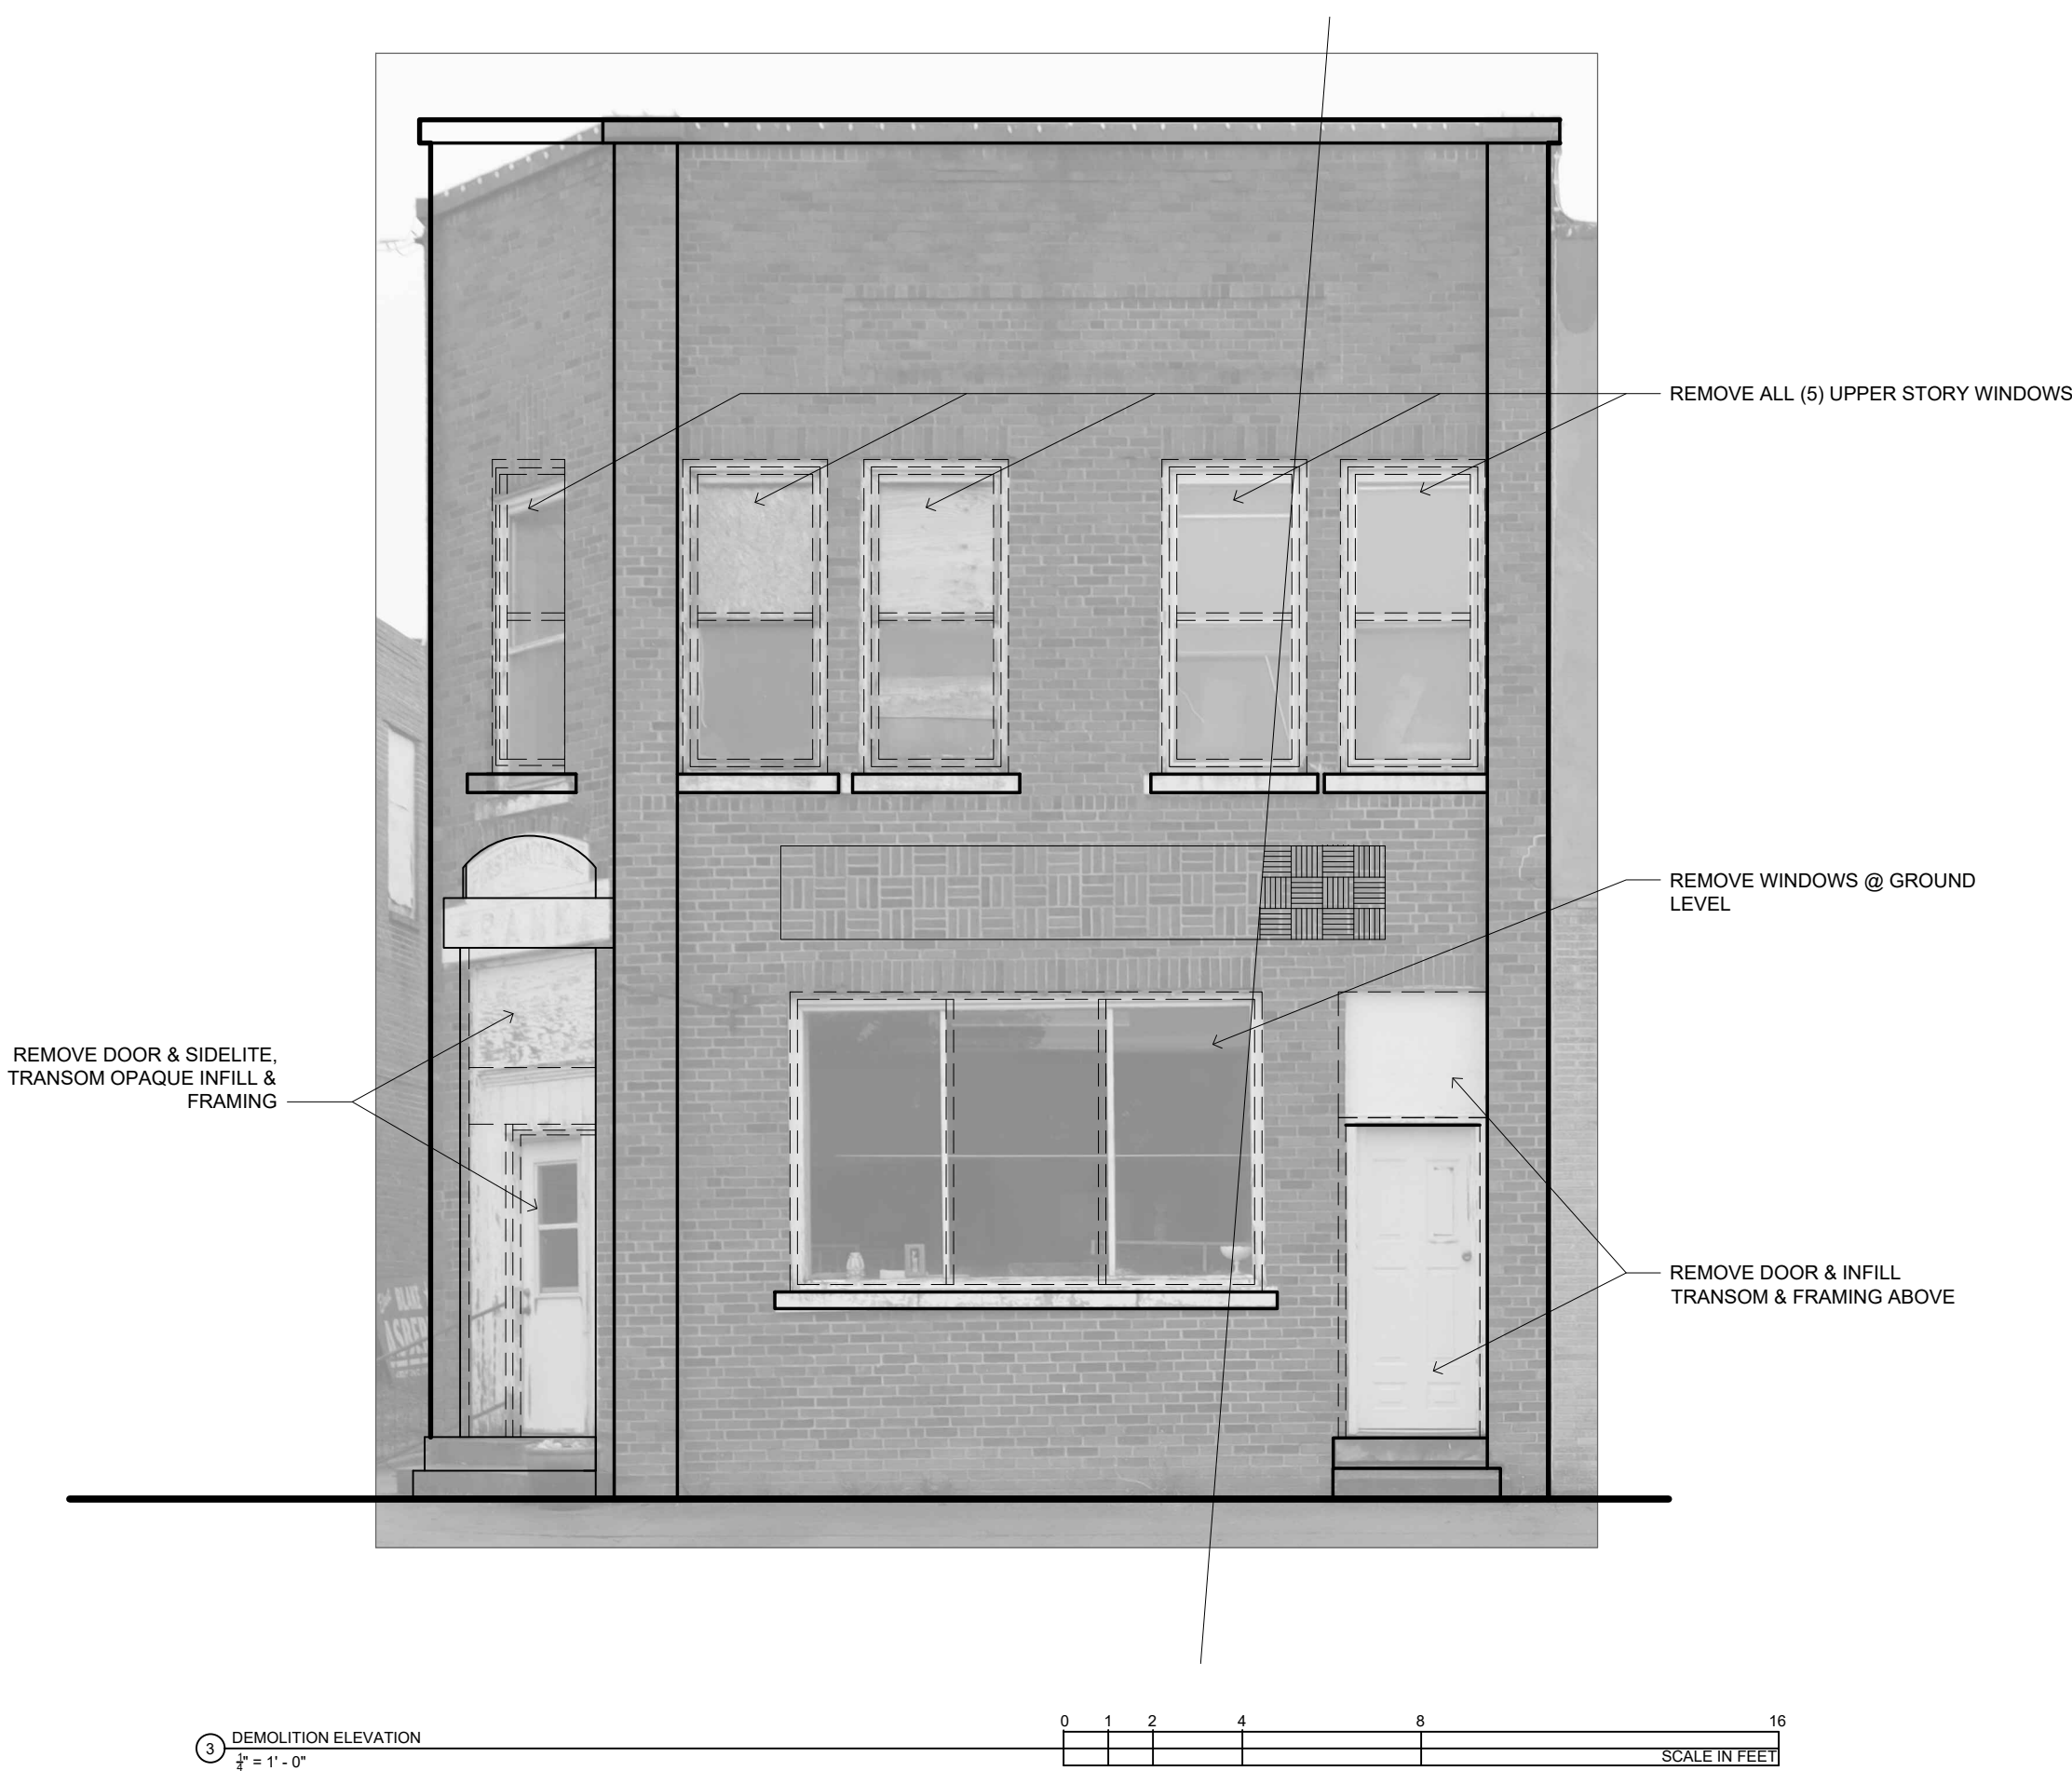 REMOVE ALL (5) UPPER STORY WINDOWS
REMOVE WINDOWS @ GROUND
LEVEL
REMOVE DOOR & SIDELITE,
TRANSOM OPAQUE INFILL &
FRAMING
REMOVE DOOR & INFILL
TRANSOM & FRAMING ABOVE
3
DEMOLITION ELEVATION
1/4" = 1' - 0"
0 1 2 4 8 16
SCALE IN FEET